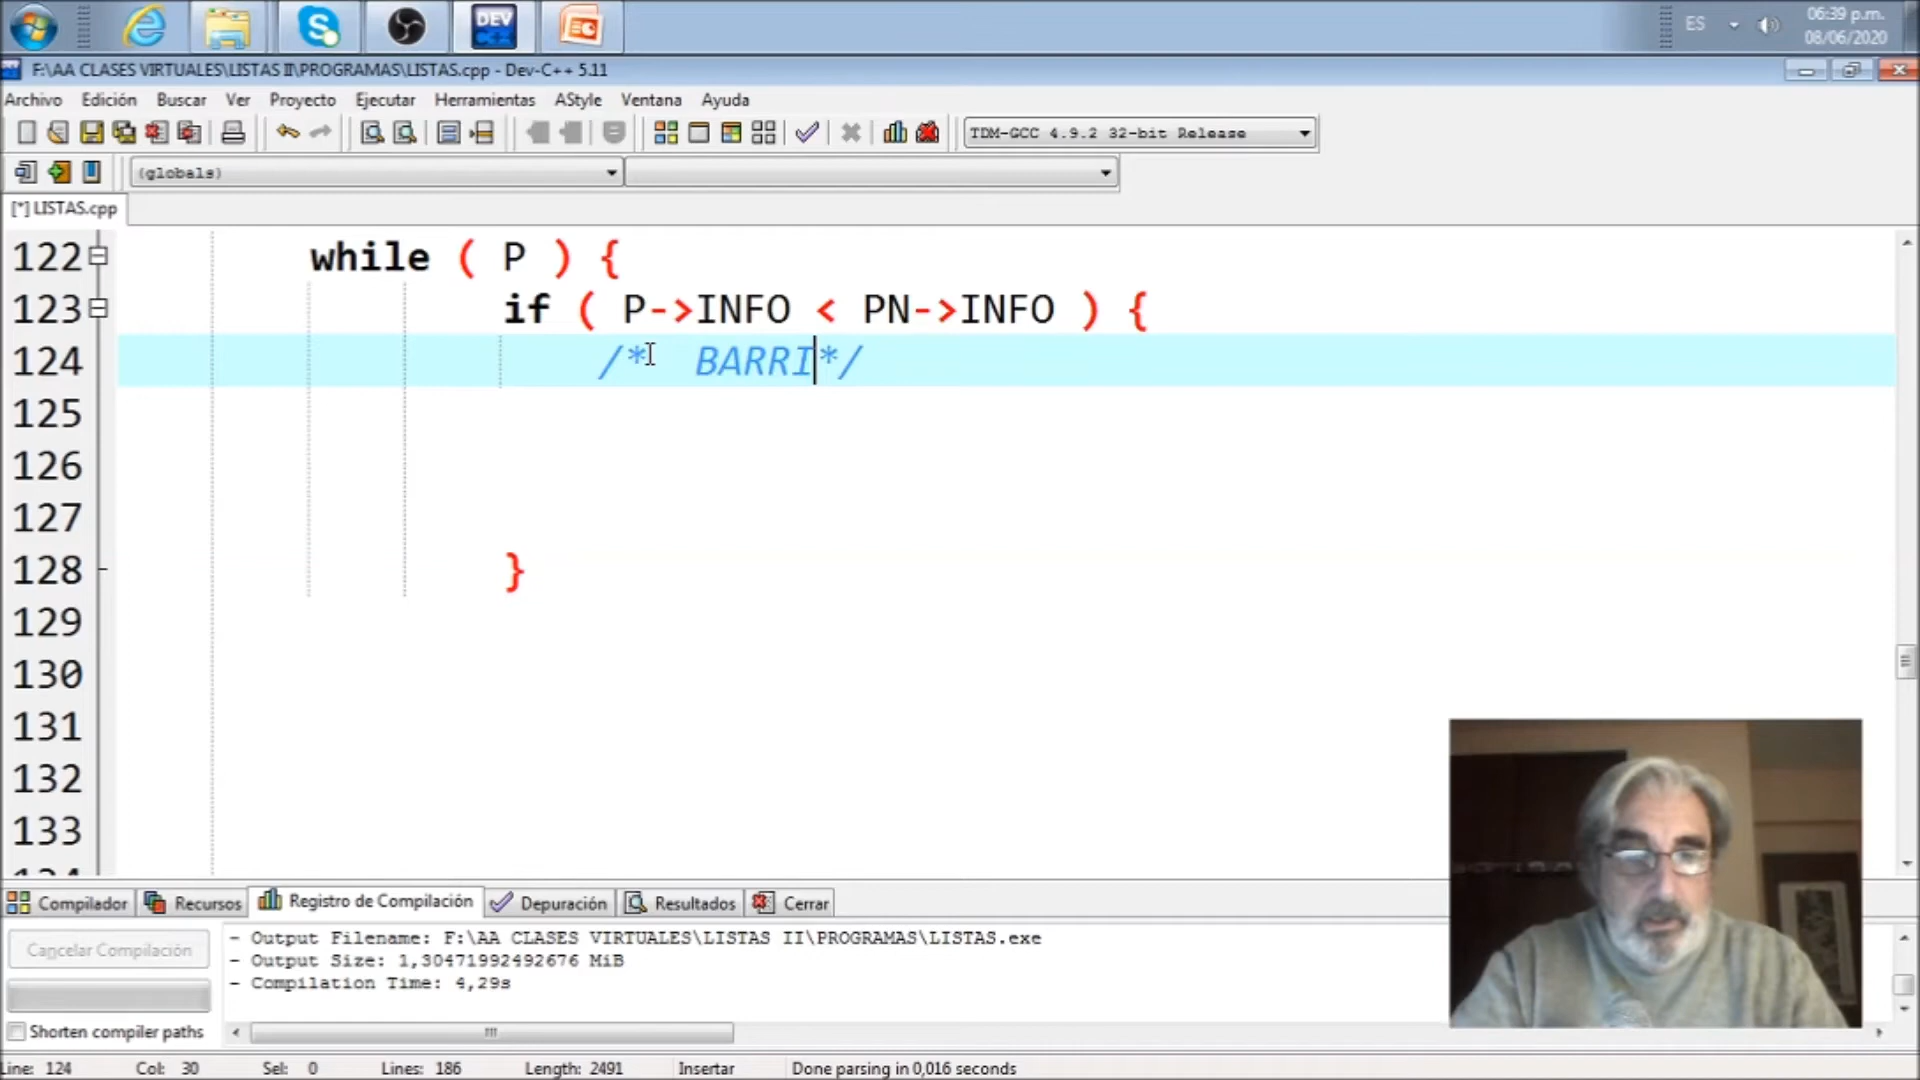 DEV
C++
ES
06:39 p.m.
08/06/2020
F:\AA CLASES VIRTUALES\LISTAS II\PROGRAMAS\LISTAS.cpp - Dev-C++ 5.11
Archivo Edición Buscar Ver Proyecto Ejecutar Herramientas AStyle Ventana Ayuda
TDM-GCC 4.9.2 32-bit Release
(globals)
[*] LISTAS.cpp
122 while ( P ) {
123 if ( P->INFO < PN->INFO ) {
124 /* BARRI*/
125
126
127
128 }
129
130
131
132
133
Compilador Recursos Registro de Compilación Depuración Resultados Cerrar
Cancelar Compilación
- Output Filename: F:\AA CLASES VIRTUALES\LISTAS II\PROGRAMAS\LISTAS.exe
- Output Size: 1,30471992492676 MiB
- Compilation Time: 4,29s
Shorten compiler paths
Line: 124 Col: 30 Sel: 0 Lines: 186 Length: 2491 Insertar Done parsing in 0,016 seconds